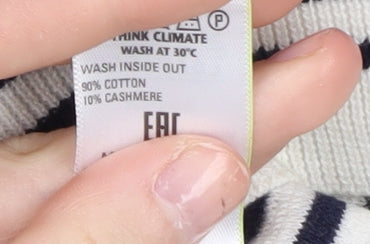 P
THINK CLIMATE
WASH AT 30°C
WASH INSIDE OUT
90% COTTON
10% CASHMERE
EAC